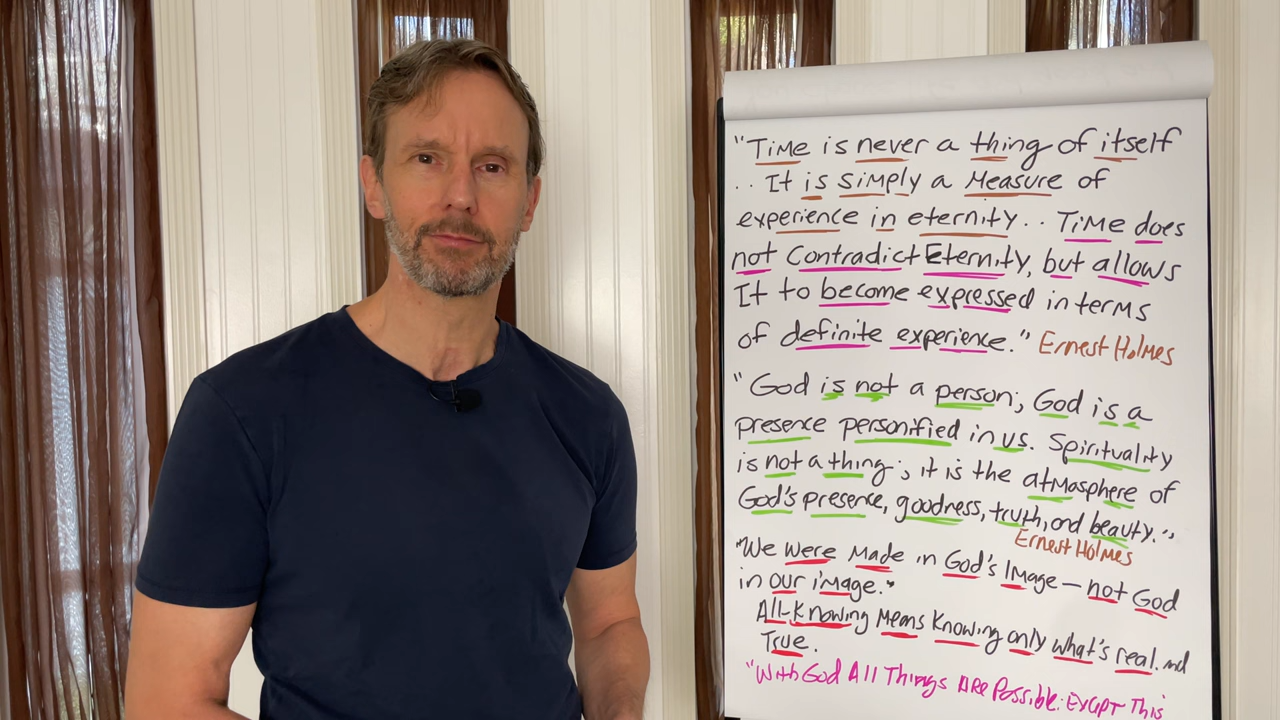 "Time is never a thing of itself
.. It is simply a Measure of
experience in eternity.. Time does
not Contradict Eternity, but allows
It to become expressed in terms
of definite experience." Ernest Holmes
"God is not a person; God is a
presence personified in us. Spirituality
is not a thing; it is the atmosphere of
God's presence, goodness, truth, and beauty."
Ernest Holmes
"We were Made in God's Image – not God
in our image."
All-Knowing Means Knowing only what's real. and
True.
"With God All Things Are Possible: Except This